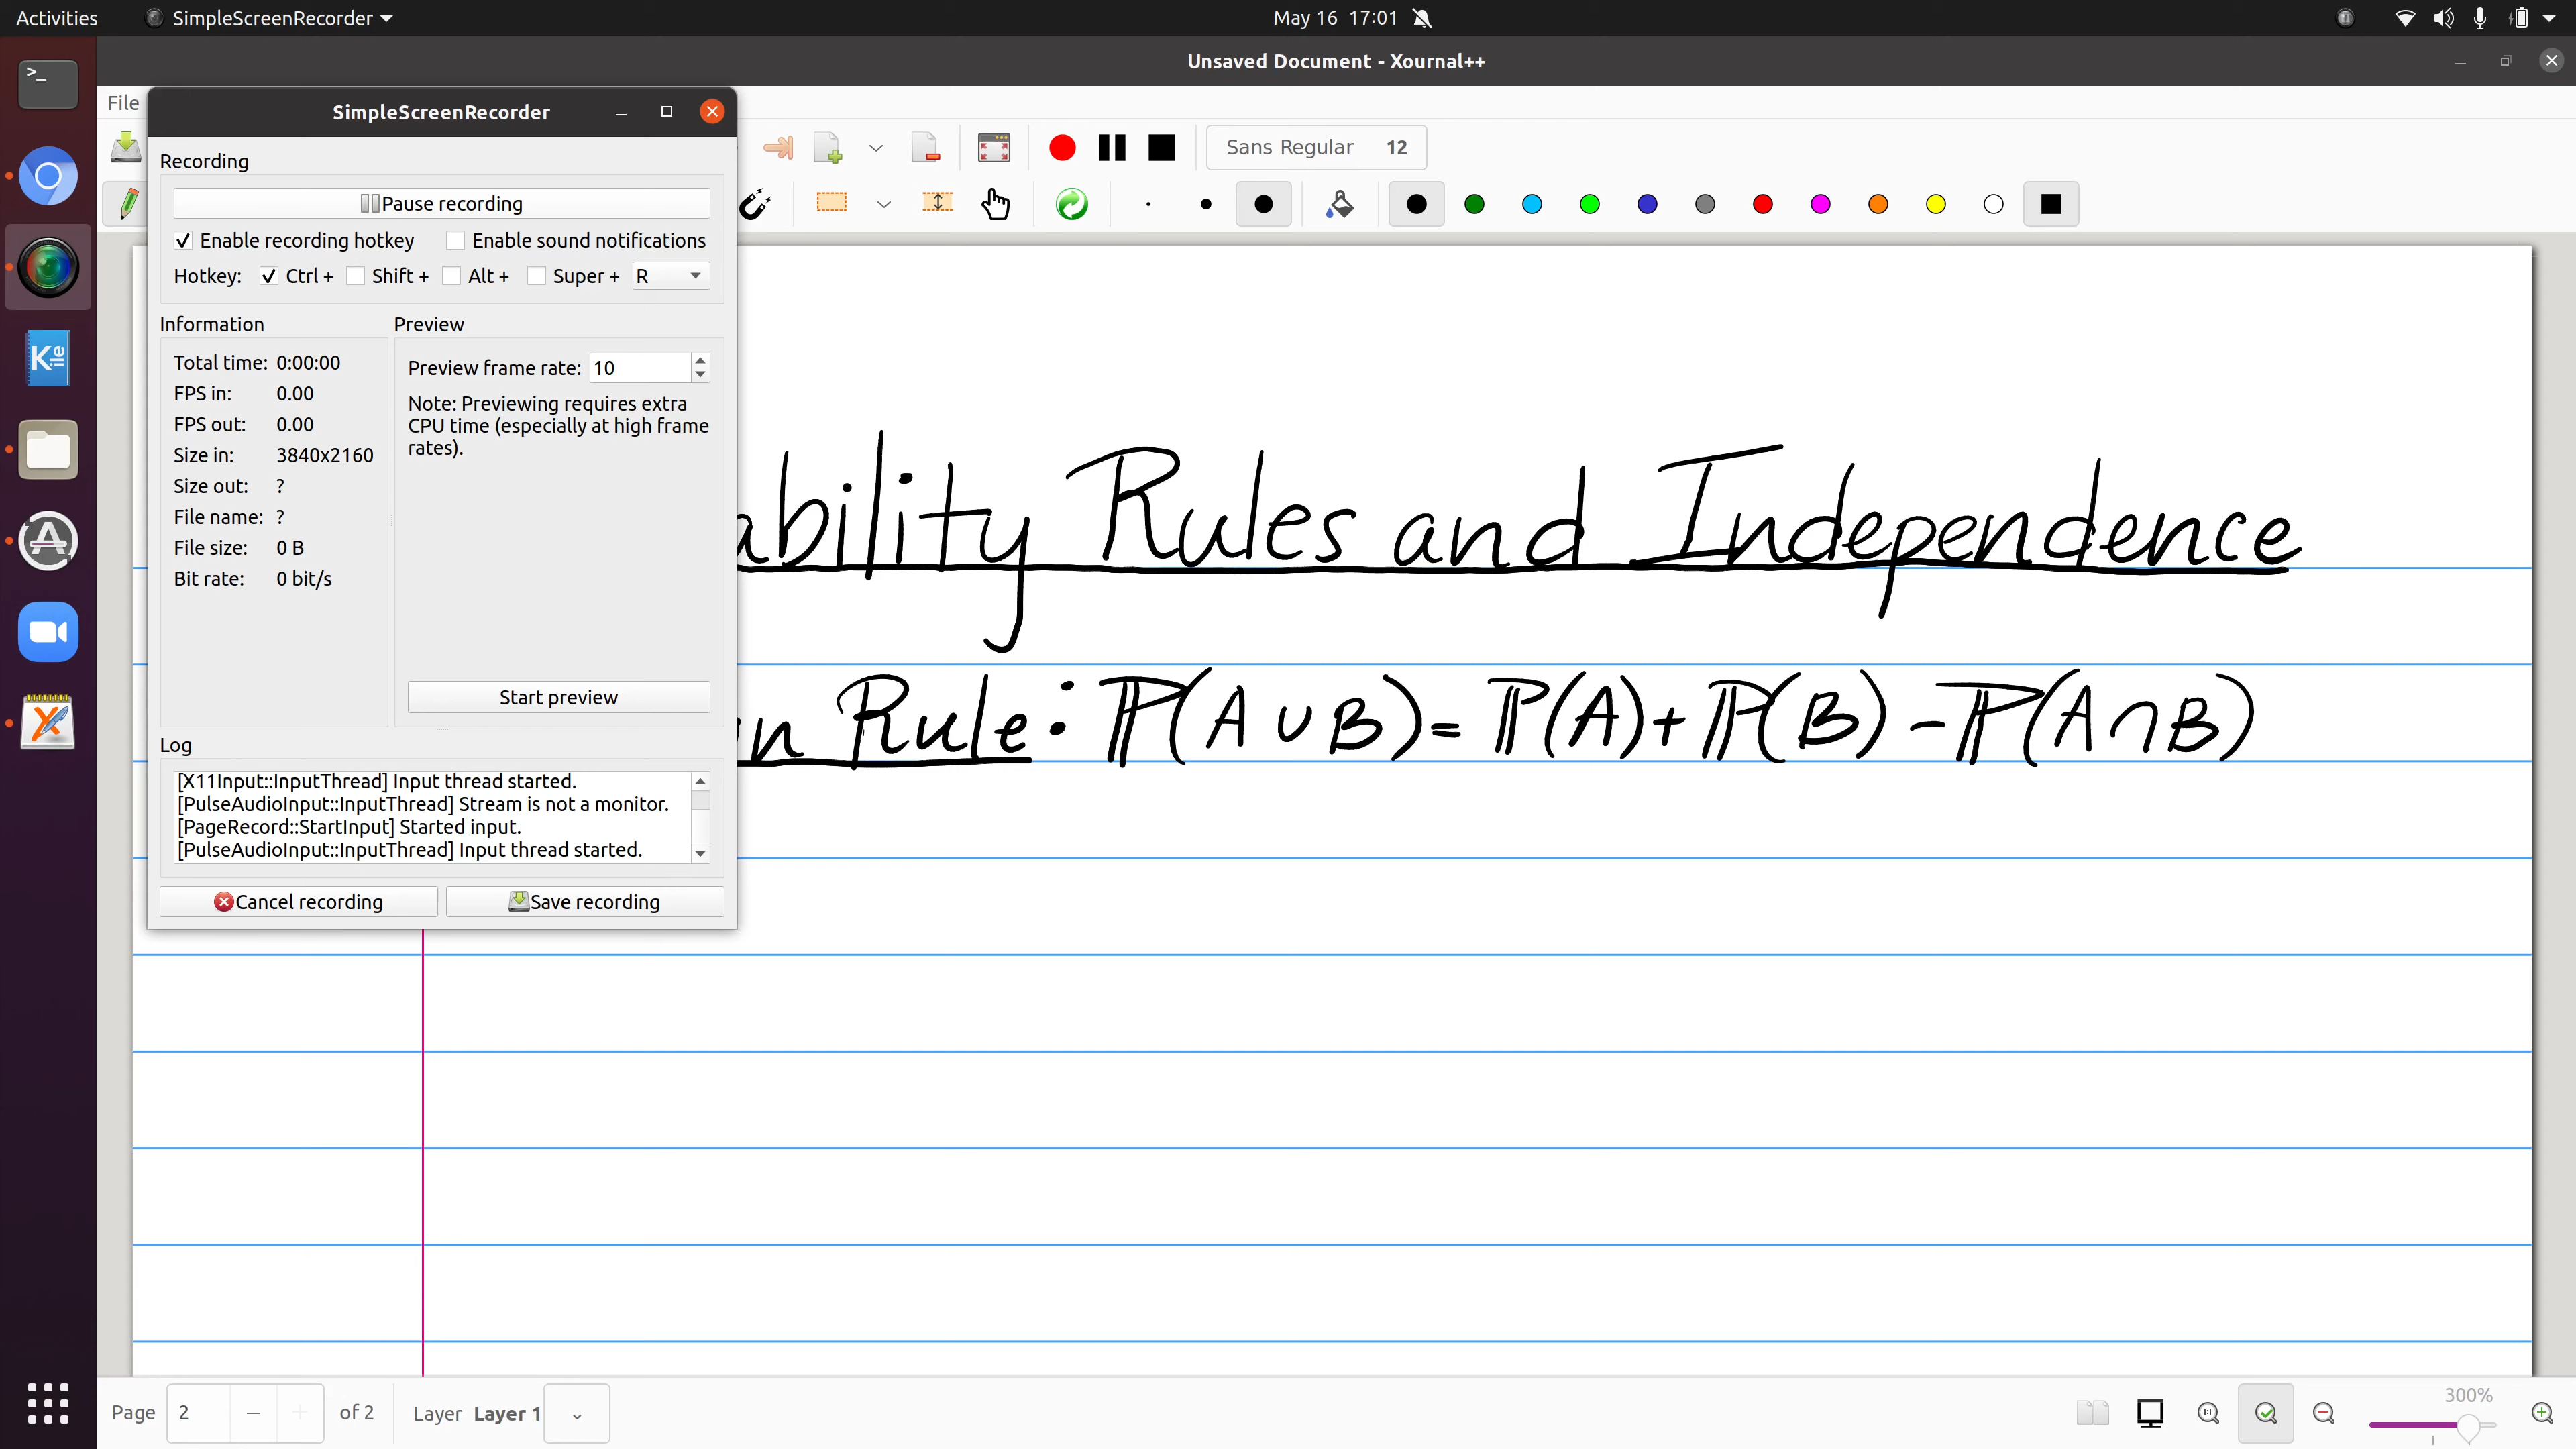 Activities SimpleScreenRecorder May 16 17:01
Unsaved Document - Xournal++
File
SimpleScreenRecorder
Sans Regular 12
Recording
Pause recording
Enable recording hotkey Enable sound notifications
Hotkey: Ctrl + Shift + Alt + Super + R
Information
Total time: 0:00:00
FPS in: 0.00
FPS out: 0.00
Size in: 3840x2160
Size out: ?
File name: ?
File size: 0 B
Bit rate: 0 bit/s
Preview
Preview frame rate: 10
Note: Previewing requires extra
CPU time (especially at high frame
rates).
Start preview
Log
[X11Input::InputThread] Input thread started.
[PulseAudioInput::InputThread] Stream is not a monitor.
[PageRecord::StartInput] Started input.
[PulseAudioInput::InputThread] Input thread started.
Cancel recording Save recording
ability Rules and Independence
n Rule: ℙ(A ∪ B) = ℙ(A) + ℙ(B) − ℙ(A ∩ B)
Page 2 of 2 Layer Layer 1
300%